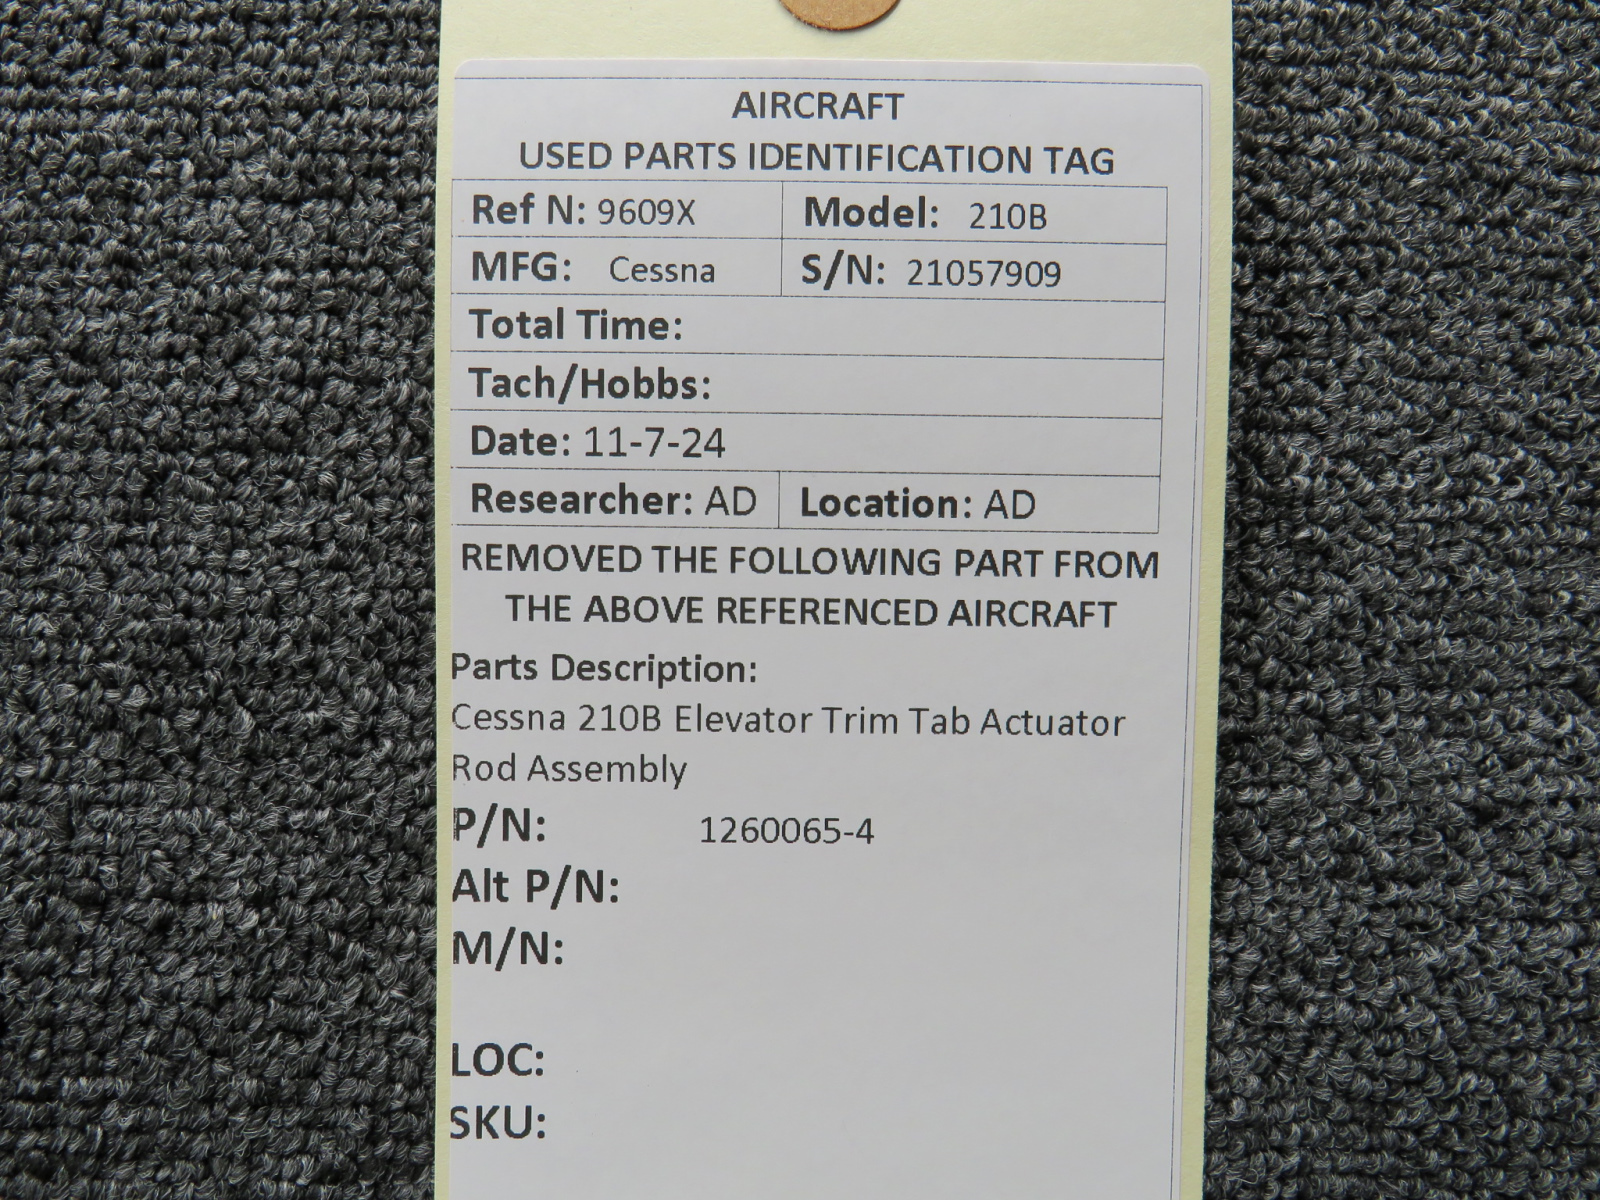 AIRCRAFT
USED PARTS IDENTIFICATION TAG
Ref N: 9609X Model: 210B
MFG: Cessna S/N: 21057909
Total Time:
Tach/Hobbs:
Date: 11-7-24
Researcher: AD Location: AD
REMOVED THE FOLLOWING PART FROM
THE ABOVE REFERENCED AIRCRAFT
Parts Description:
Cessna 210B Elevator Trim Tab Actuator
Rod Assembly
P/N: 1260065-4
Alt P/N:
M/N:
LOC:
SKU: